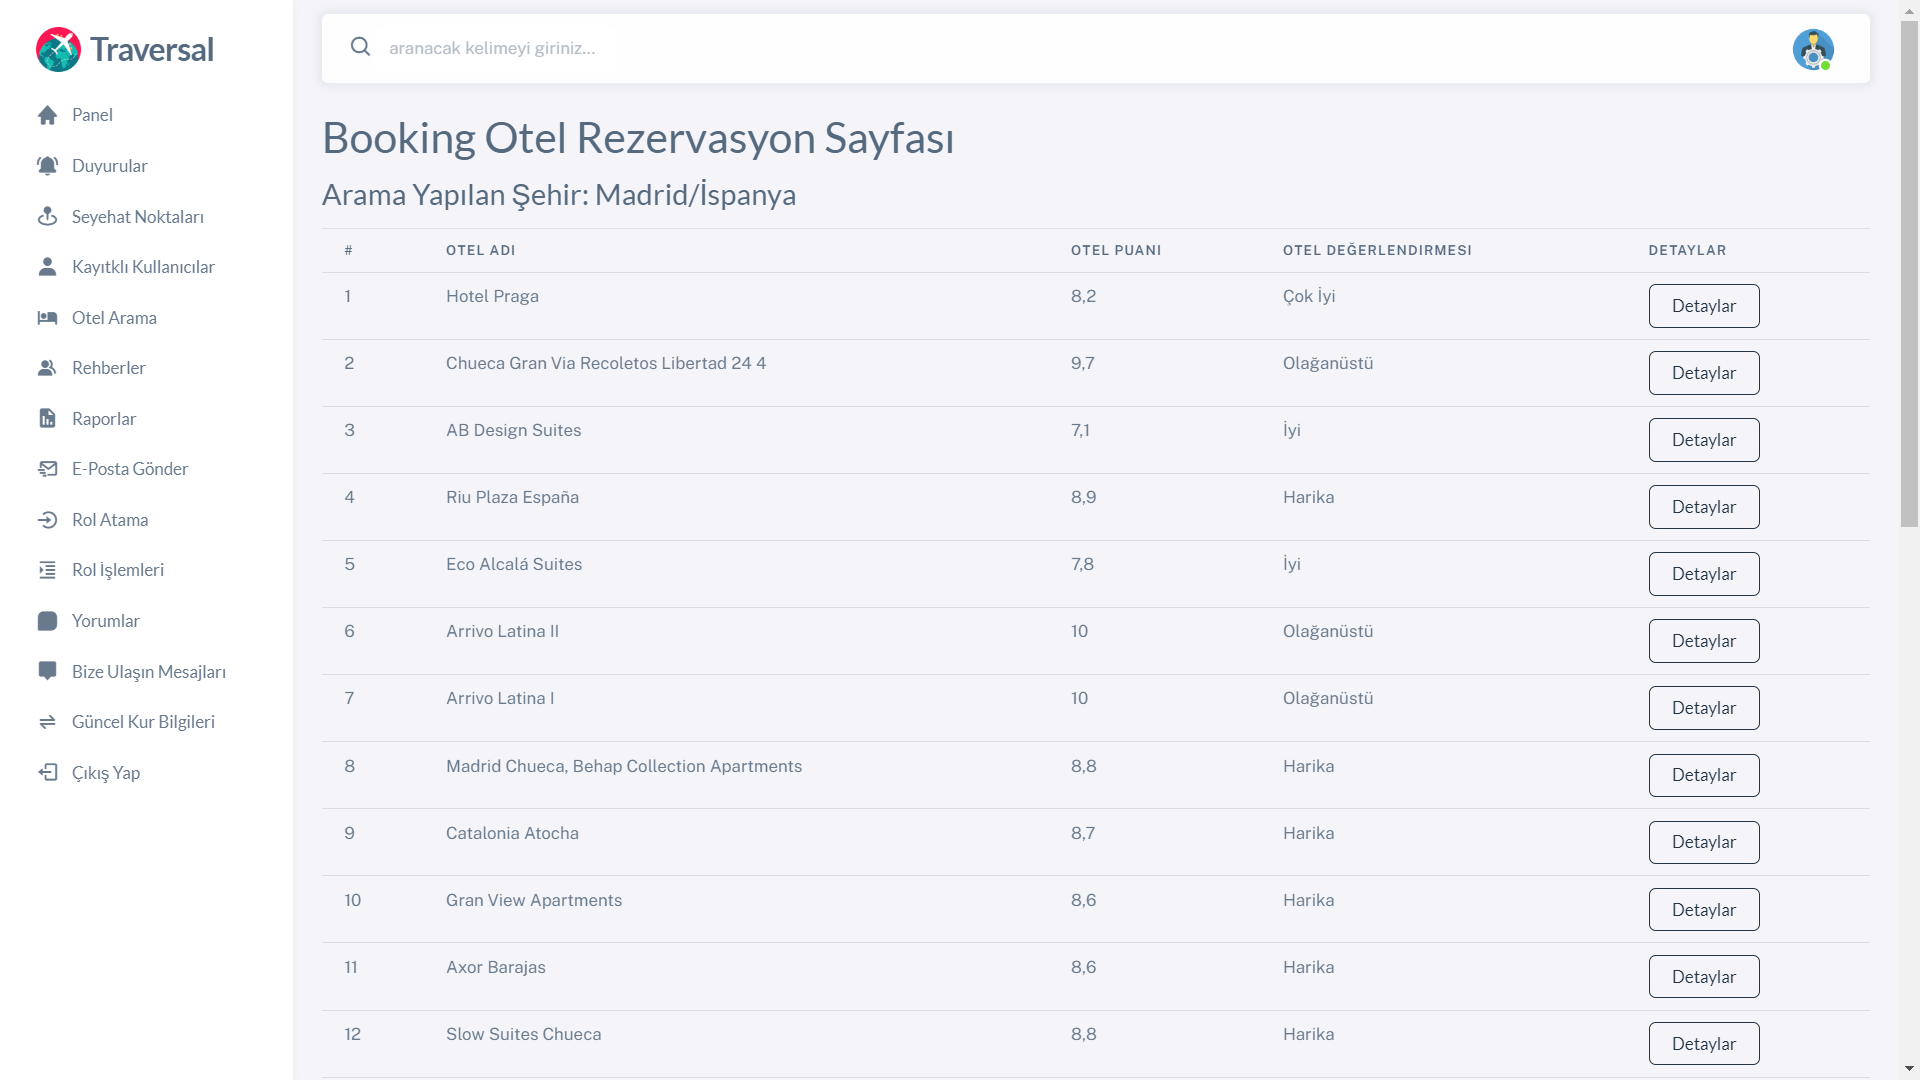 Traversal
Panel
Duyurular
Seyehat Noktaları
Kayıtklı Kullanıcılar
Otel Arama
Rehberler
Raporlar
E-Posta Gönder
Rol Atama
Rol İşlemleri
Yorumlar
Bize Ulaşın Mesajları
Güncel Kur Bilgileri
Çıkış Yap
aranacak kelimeyi giriniz...
Booking Otel Rezervasyon Sayfası
Arama Yapılan Şehir: Madrid/İspanya
# OTEL ADI OTEL PUANI OTEL DEĞERLENDIRMESI DETAYLAR
1 Hotel Praga 8,2 Çok İyi Detaylar
2 Chueca Gran Via Recoletos Libertad 24 4 9,7 Olağanüstü Detaylar
3 AB Design Suites 7,1 İyi Detaylar
4 Riu Plaza España 8,9 Harika Detaylar
5 Eco Alcalá Suites 7,8 İyi Detaylar
6 Arrivo Latina II 10 Olağanüstü Detaylar
7 Arrivo Latina I 10 Olağanüstü Detaylar
8 Madrid Chueca, Behap Collection Apartments 8,8 Harika Detaylar
9 Catalonia Atocha 8,7 Harika Detaylar
10 Gran View Apartments 8,6 Harika Detaylar
11 Axor Barajas 8,6 Harika Detaylar
12 Slow Suites Chueca 8,8 Harika Detaylar